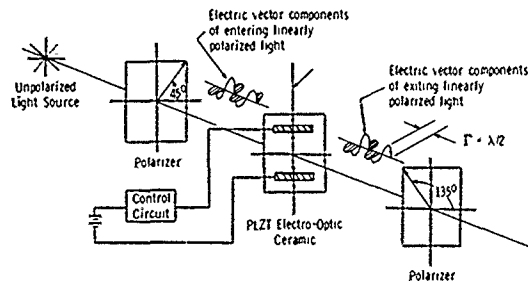 Electric vector components
of entering linearly
polarized light
Unpolarized
Light Source
45°
Polarizer
Electric vector components
of exiting linearly
polarized light
Γ = λ/2
Control
Circuit
PLZT Electro-Optic
Ceramic
135°
Polarizer